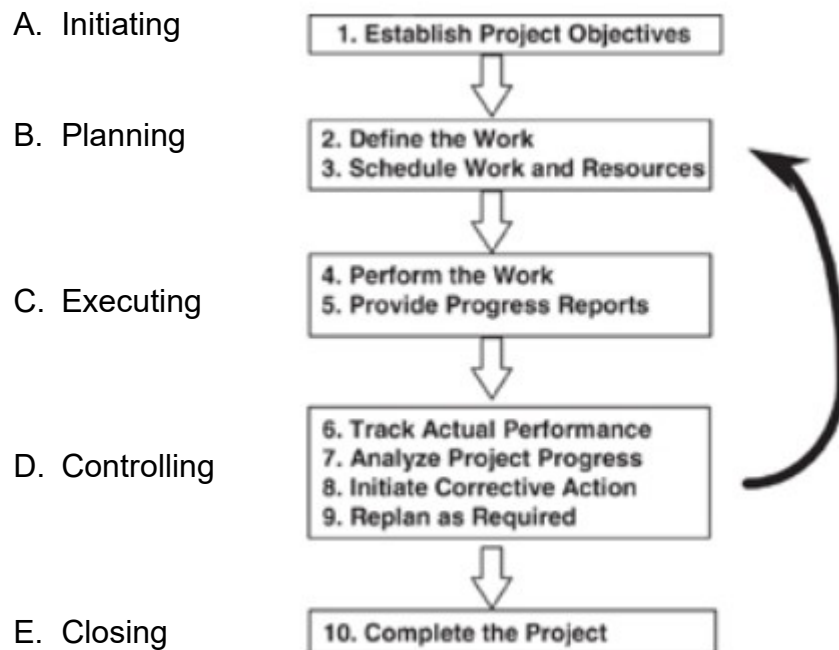 A. Initiating
1. Establish Project Objectives
B. Planning
2. Define the Work
3. Schedule Work and Resources
C. Executing
4. Perform the Work
5. Provide Progress Reports
D. Controlling
6. Track Actual Performance
7. Analyze Project Progress
8. Initiate Corrective Action
9. Replan as Required
E. Closing
10. Complete the Project